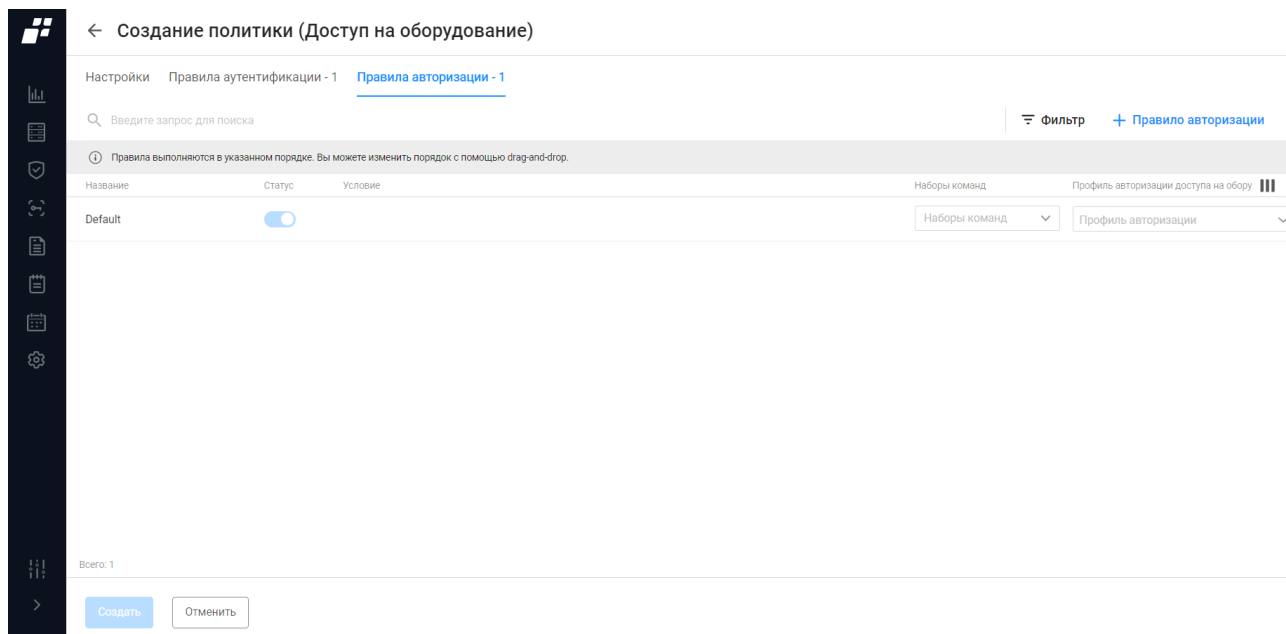 Создание политики (Доступ на оборудование)
Настройки Правила аутентификации - 1 Правила авторизации - 1
Введите запрос для поиска Фильтр + Правило авторизации
Правила выполняются в указанном порядке. Вы можете изменить порядок с помощью drag-and-drop.
Название Статус Условие Наборы команд Профиль авторизации доступа на обору
Default Наборы команд Профиль авторизации
Всего: 1
Создать Отменить